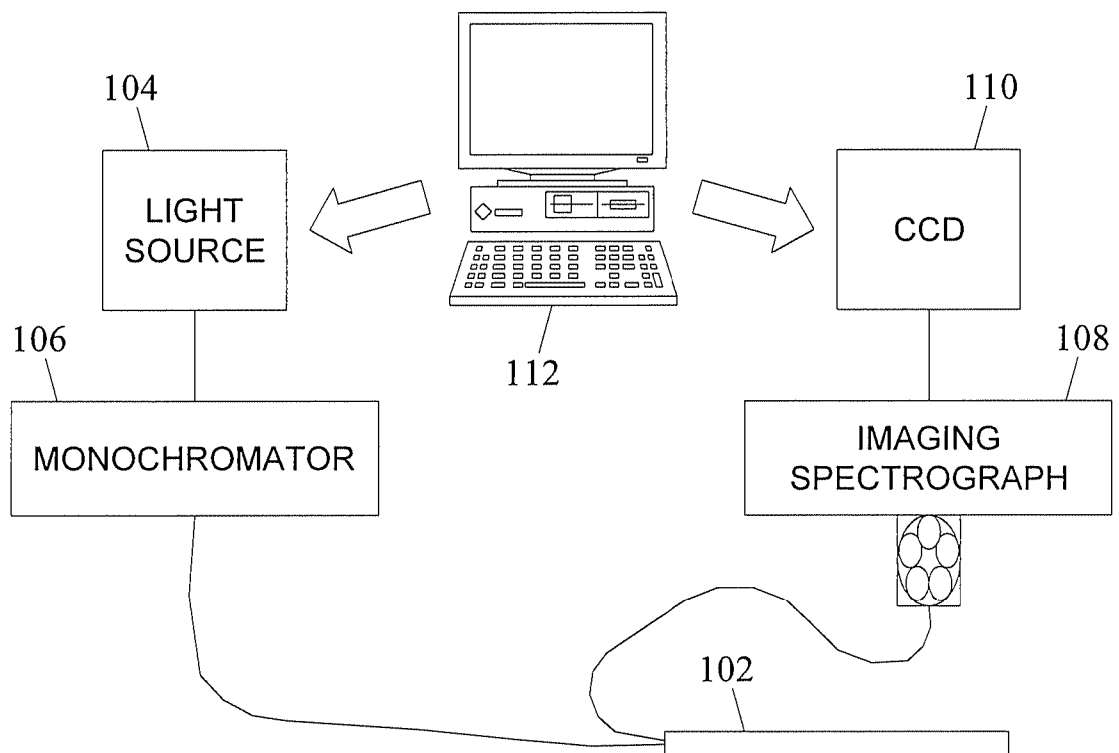 104
110
LIGHT
SOURCE
CCD
106
112
108
MONOCHROMATOR
IMAGING
SPECTROGRAPH
102